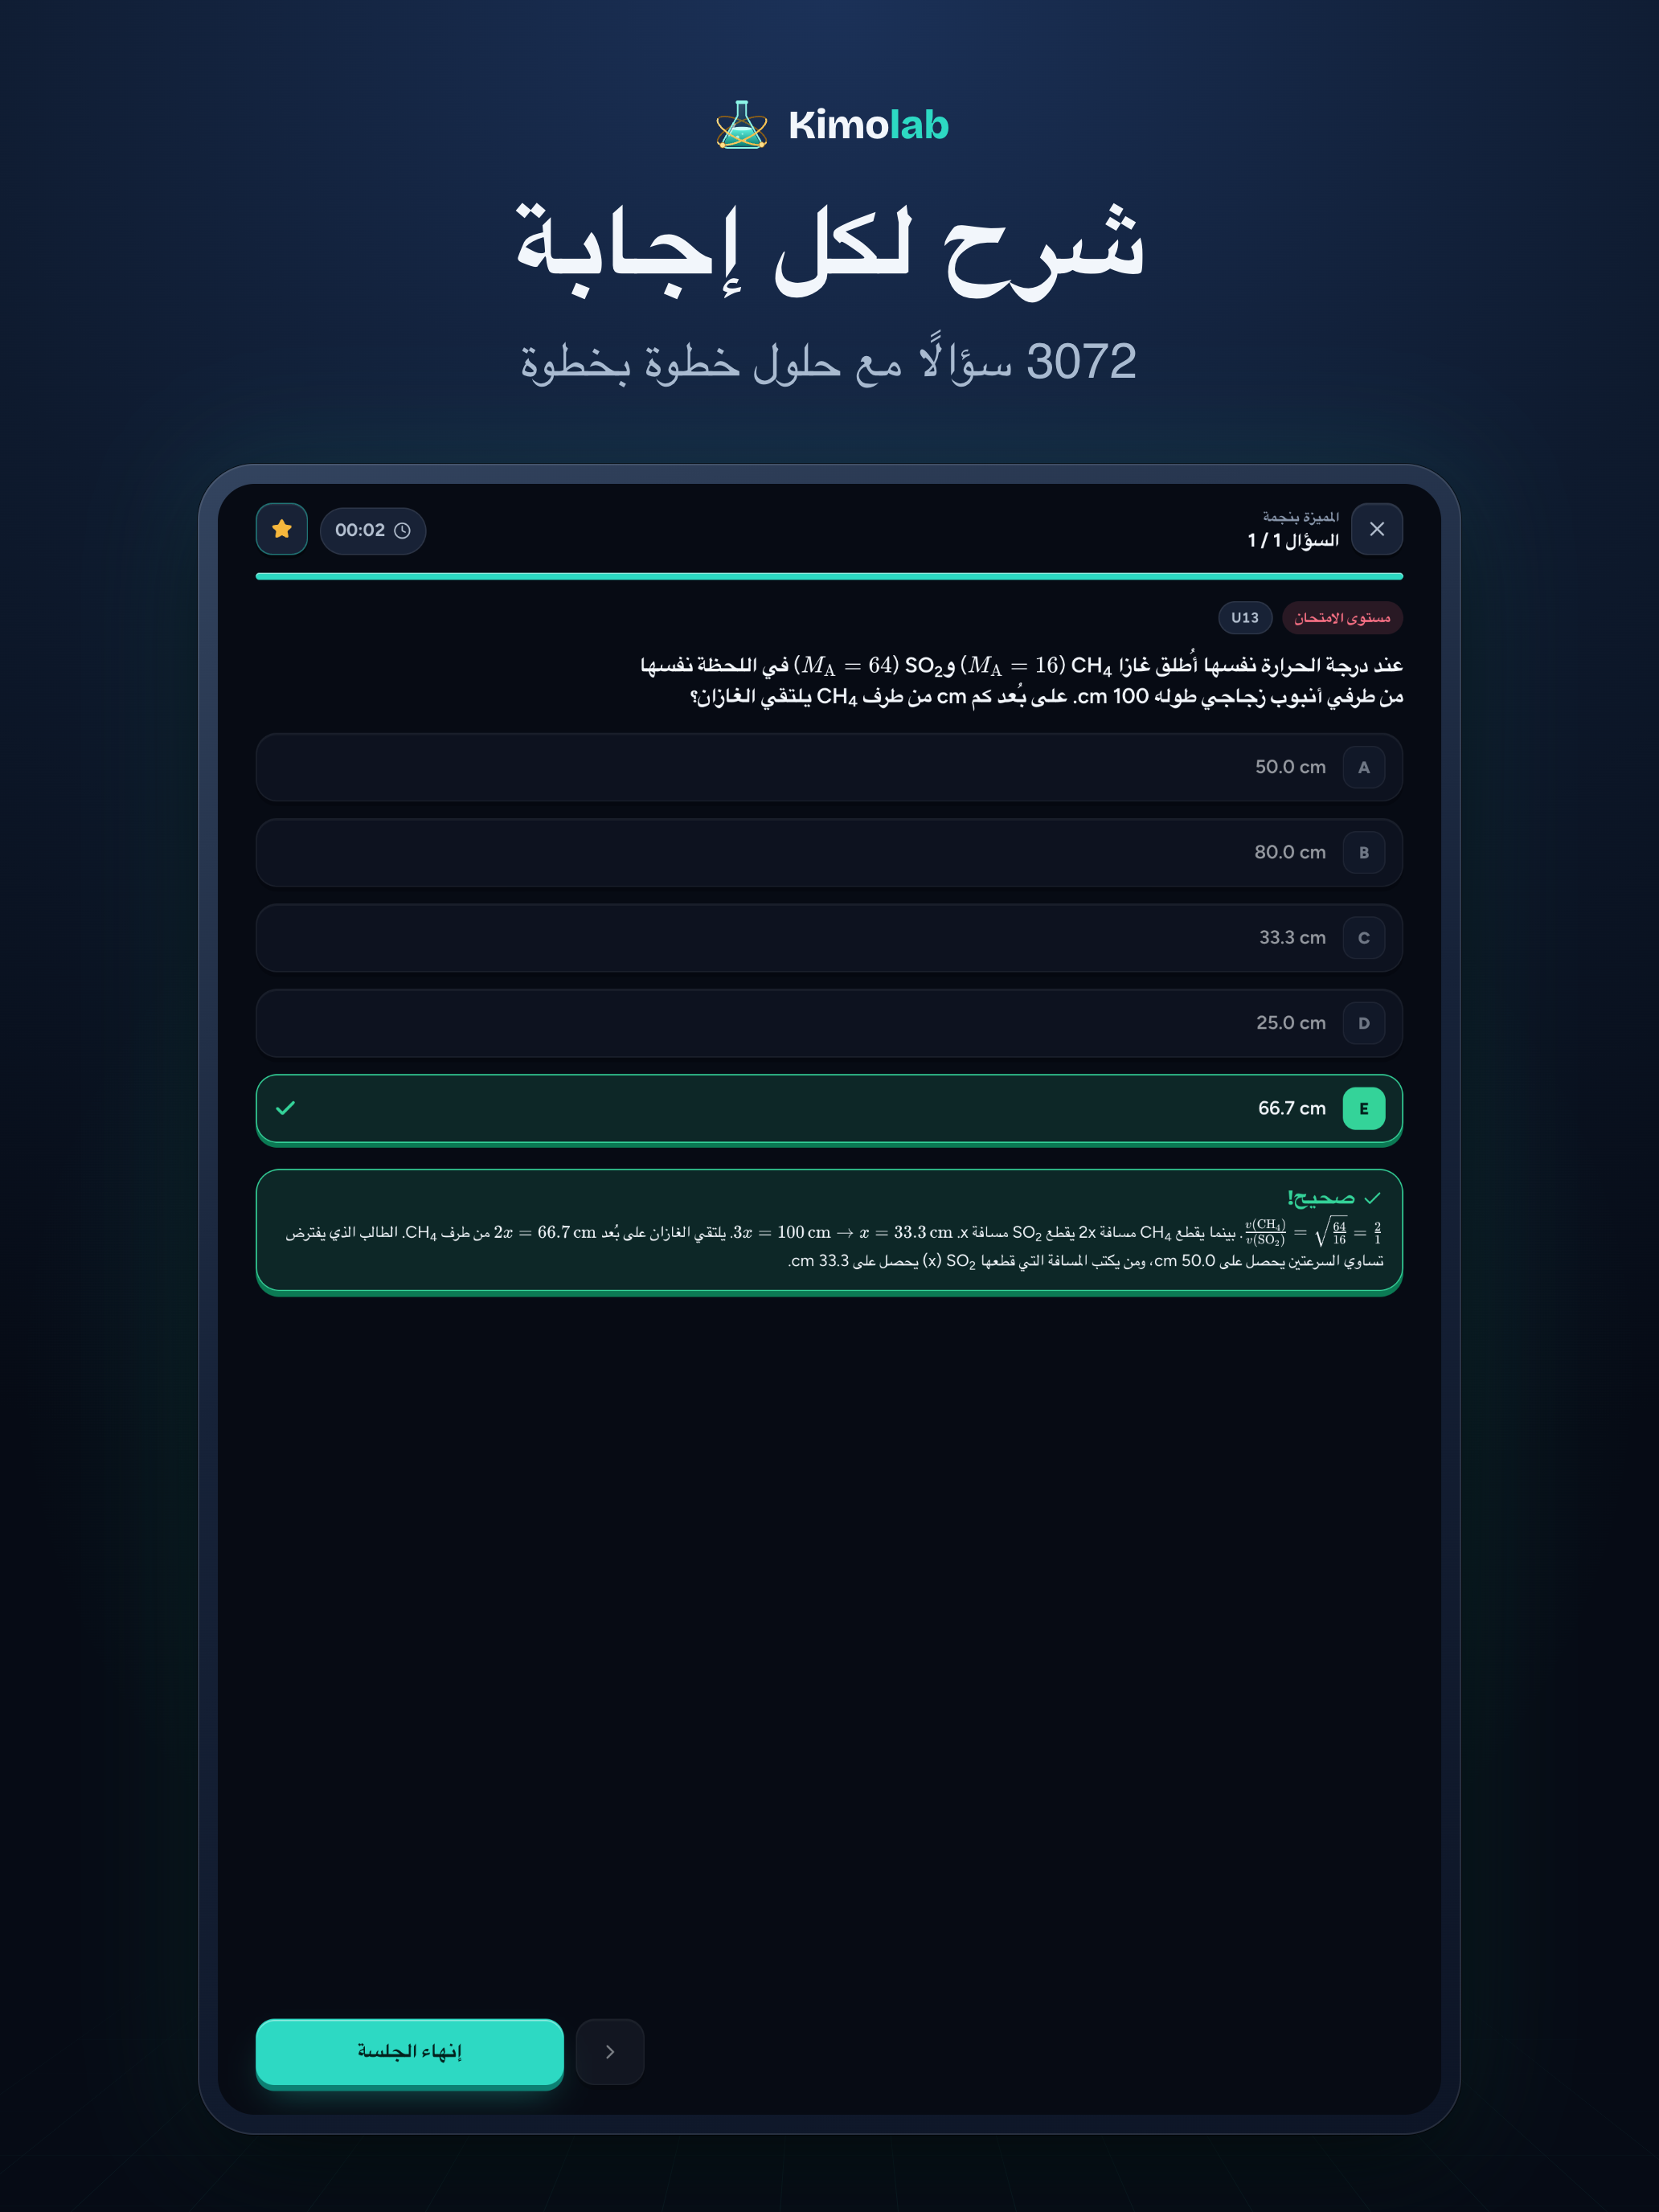 Kimolab
شرح لكل إجابة
3072 سؤالًا مع حلول خطوة بخطوة
المميزة بنجمة
السؤال 1 / 1
00:02
مستوى الامتحان
U13
عند درجة الحرارة نفسها أُطلق غازا CH₄ (M_A = 16) وSO₂ (M_A = 64) في اللحظة نفسها
من طرفي أنبوب زجاجي طوله 100 cm. على بُعد كم cm من طرف CH₄ يلتقي الغازان؟
A 50.0 cm
B 80.0 cm
C 33.3 cm
D 25.0 cm
E 66.7 cm
صحيح!
v(CH₄)/v(SO₂) = √(64/16) = 2/1. بينما يقطع CH₄ مسافة 2x يقطع SO₂ مسافة x. 3x = 100 cm → x = 33.3 cm. يلتقي الغازان على بُعد 2x = 66.7 cm من طرف CH₄. الطالب الذي يفترض
تساوي السرعتين يحصل على 50.0 cm، ومن يكتب المسافة التي قطعها SO₂ (x) يحصل على 33.3 cm.
إنهاء الجلسة